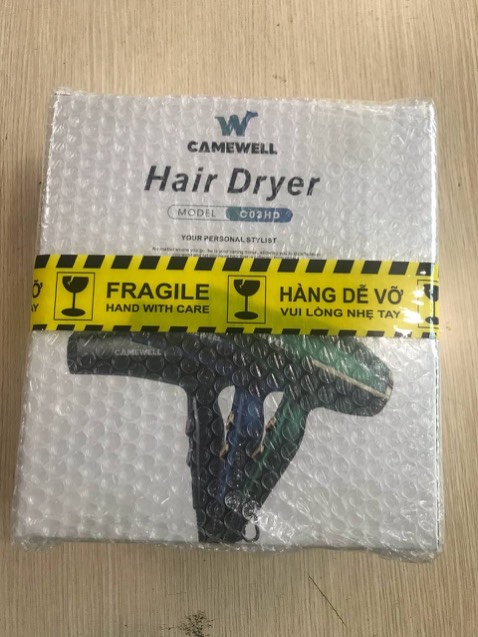 CAMEWELL
Hair Dryer
MODEL C02HD
YOUR PERSONAL STYLIST
FRAGILE
HAND WITH CARE
HÀNG DỄ VỠ
VUI LÒNG NHẸ TAY
CAMEWELL